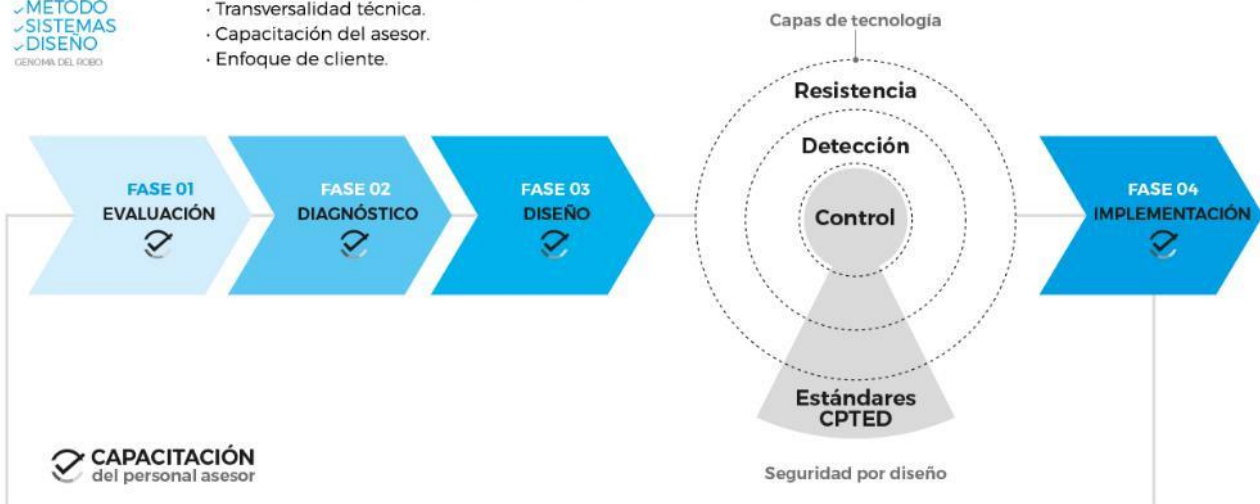 MÉTODO
SISTEMAS
DISEÑO
GENOMA DEL ROBO
· Transversalidad técnica.
· Capacitación del asesor.
· Enfoque de cliente.
Capas de tecnología
Resistencia
Detección
Control
Estándares
CPTED
Seguridad por diseño
FASE 01
EVALUACIÓN
FASE 02
DIAGNÓSTICO
FASE 03
DISEÑO
FASE 04
IMPLEMENTACIÓN
CAPACITACIÓN
del personal asesor